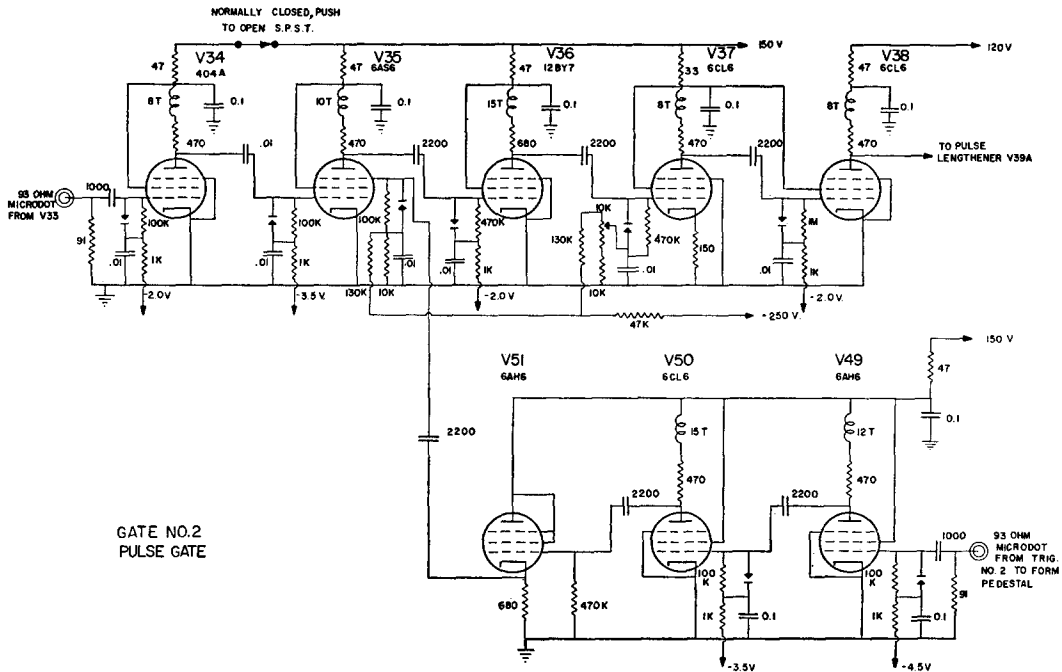 NORMALLY CLOSED, PUSH
TO OPEN S.P.S.T.
V34
404A
V35
6AS6
V36
12BY7
V37
6CL6
V38
6CL6
150 V
120V
47
47
47
33
47
8T
0.1
10T
0.1
15T
0.1
8T
0.1
8T
0.1
470
.01
470
2200
680
2200
470
2200
470
TO PULSE
LENGTHENER V39A
93 OHM
MICRODOT
FROM V33
1000
91
100K
.01
1K
-2.0V
100K
.01
1K
-3.5V.
100K
.01
130K
10K
470K
.01
1K
-2.0V.
130K
10K
10K
470K
.01
150
1M
.01
1K
-2.0V.
47K
-250 V.
V51
6AH6
V50
6CL6
V49
6AH6
150 V
47
0.1
2200
15T
12T
470
470
2200
2200
1000
93 OHM
MICRODOT
FROM TRIG.
NO. 2 TO FORM
PEDESTAL
GATE NO.2
PULSE GATE
680
470K
100
K
1K
0.1
-3.5V
100
K
1K
0.1
91
-4.5V